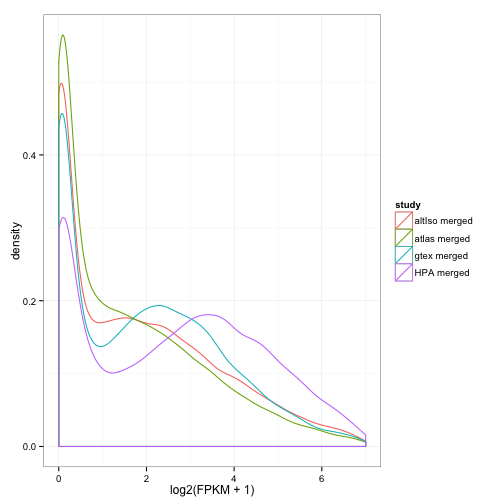 0.4
0.2
0.0
density
0
2
4
6
log2(FPKM + 1)
study
altIso merged
atlas merged
gtex merged
HPA merged